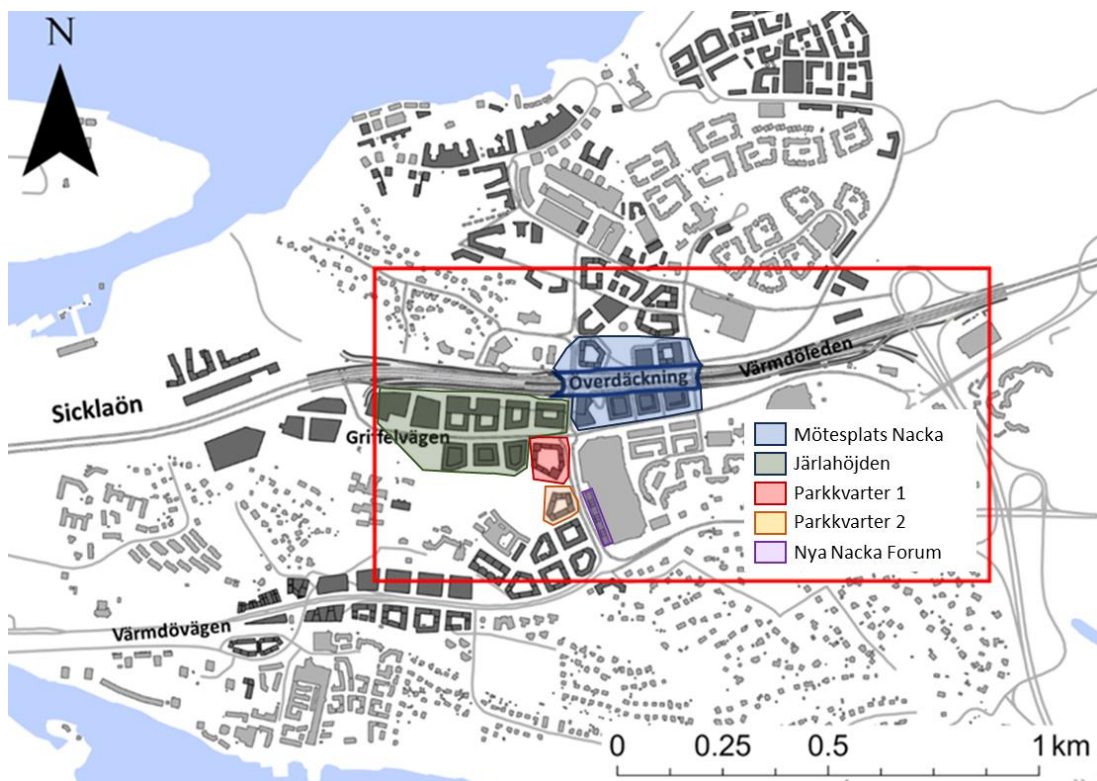 N
Värmdöleden
Överdäckning
Sicklaön
Griffelvägen
Mötesplats Nacka
Järlahöjden
Parkkvarter 1
Parkkvarter 2
Nya Nacka Forum
Värmdövägen
0 0.25 0.5 1 km